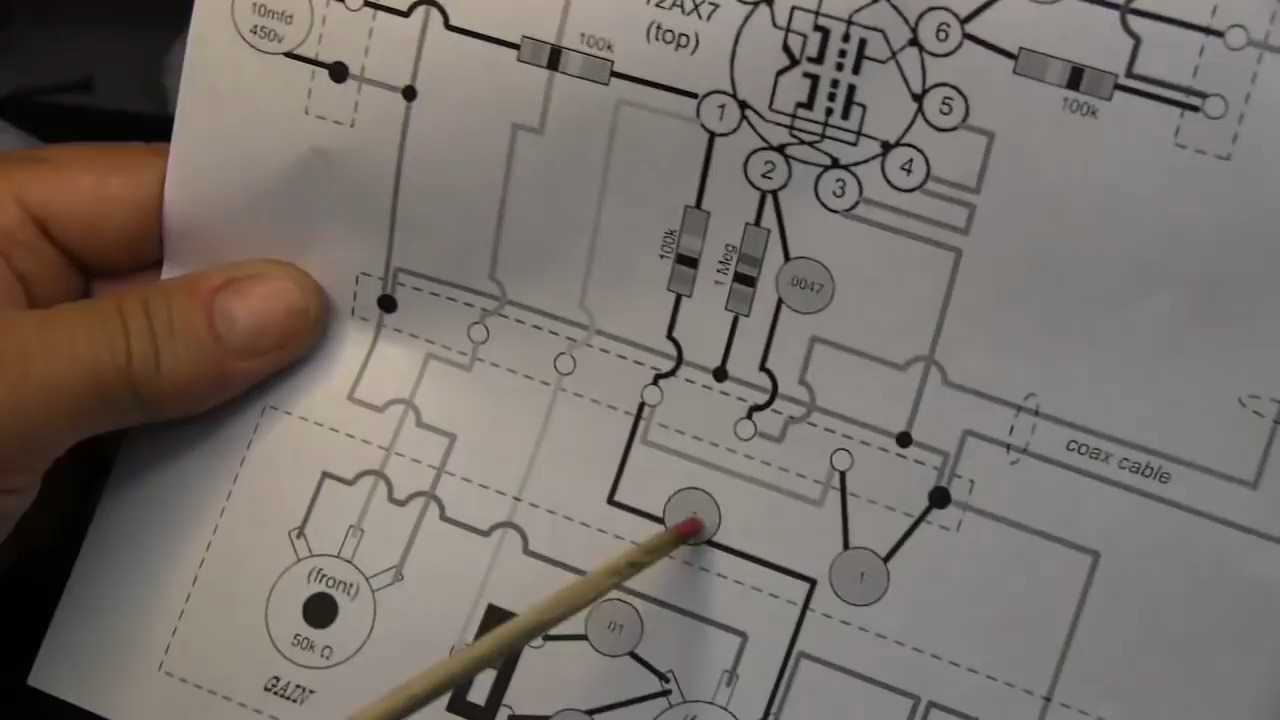 10mfd
450v
100k
12AX7
(top)
6
100k
5
1
4
2
3
100k
1 Meg
.0047
coax cable
.1
(front)
50k Ω
GAIN
.01